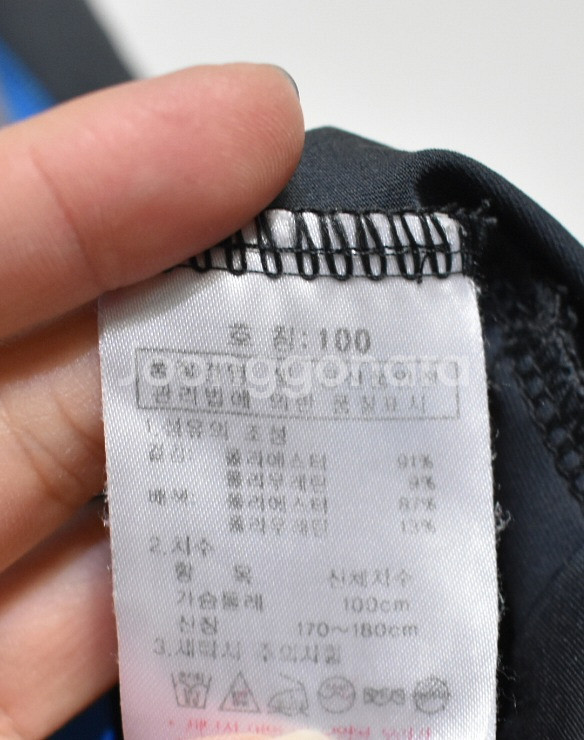 호 칭:100
joonggonara
관리법에 의한 품질표시
1.섬유의 조성
겉감: 폴리에스터 91%
폴리우레탄 9%
배색: 폴리에스터 87%
폴리우레탄 13%
2.치수
항 목 신체치수
가슴둘레 100cm
신장 170~180cm
3.세탁시 주의사항